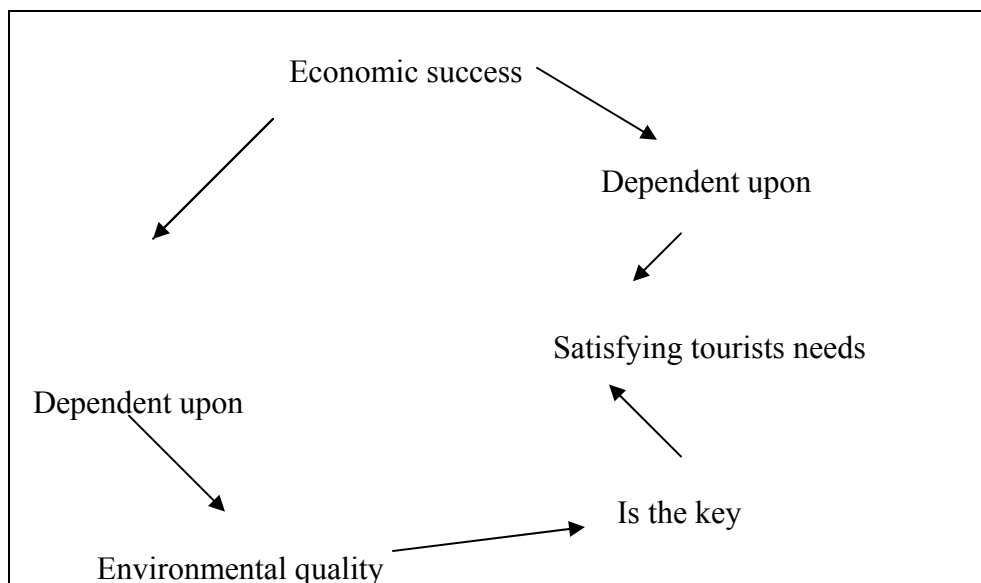 Economic success
Dependent upon
Satisfying tourists needs
Dependent upon
Is the key
Environmental quality